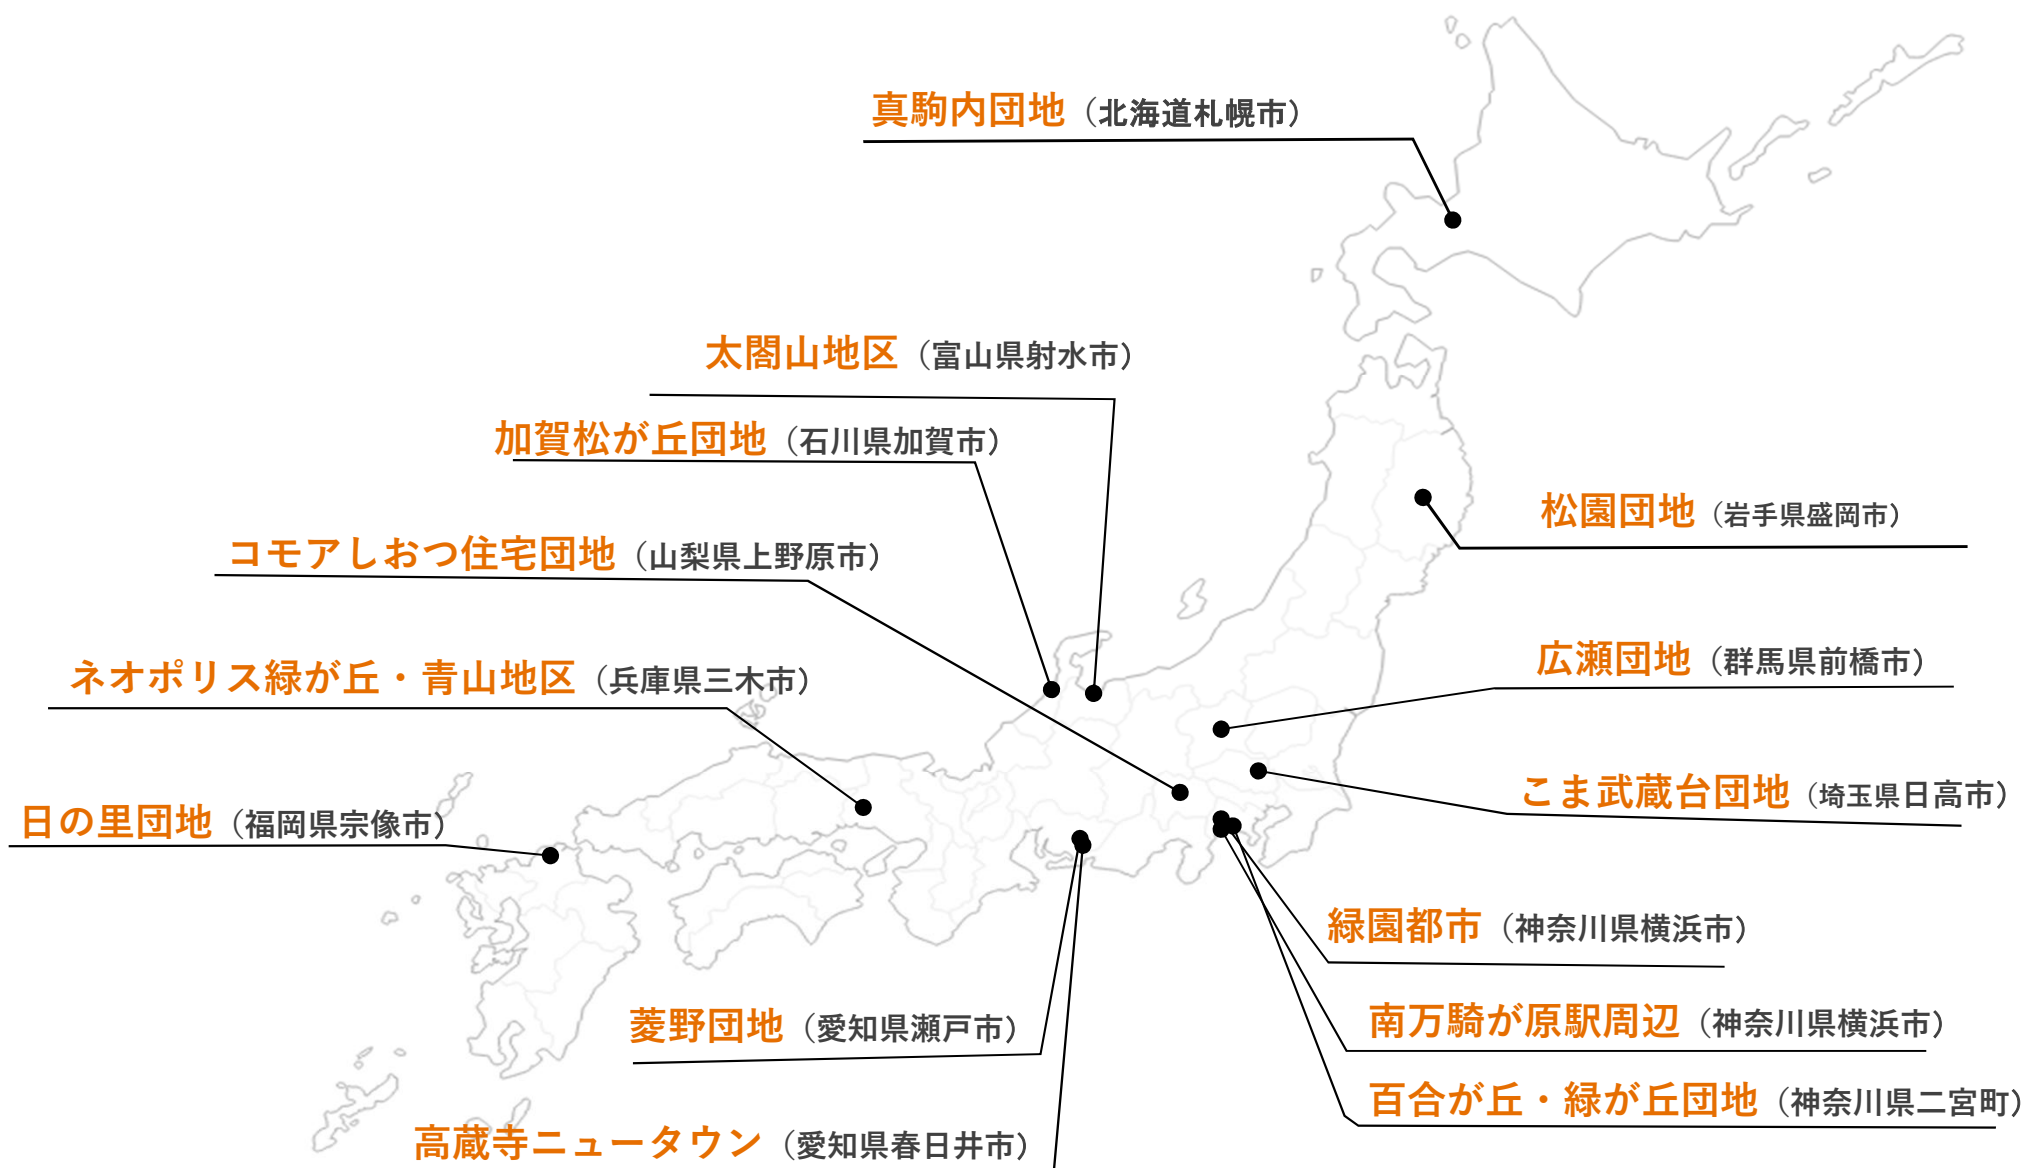 真駒内団地（北海道札幌市）
太閤山地区（富山県射水市）
加賀松が丘団地（石川県加賀市）
松園団地（岩手県盛岡市）
コモアしおつ住宅団地（山梨県上野原市）
広瀬団地（群馬県前橋市）
ネオポリス緑が丘・青山地区（兵庫県三木市）
こま武蔵台団地（埼玉県日高市）
日の里団地（福岡県宗像市）
緑園都市（神奈川県横浜市）
南万騎が原駅周辺（神奈川県横浜市）
菱野団地（愛知県瀬戸市）
百合が丘・緑が丘団地（神奈川県二宮町）
高蔵寺ニュータウン（愛知県春日井市）